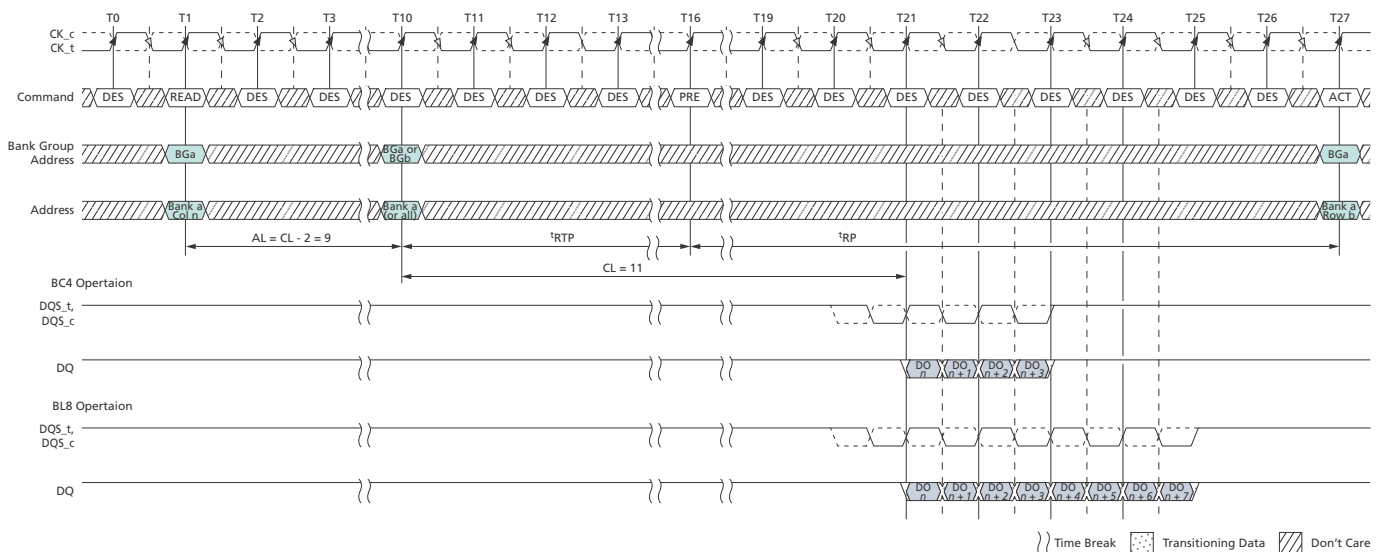 T0 T1 T2 T3 T10 T11 T12 T13 T16 T19 T20 T21 T22 T23 T24 T25 T26 T27
CK_c
CK_t
Command DES READ DES DES DES DES DES DES PRE DES DES DES DES DES DES DES DES ACT
Bank Group
Address
BGa
BGa or
BGb
BGa
Address
Bank a
Col n
Bank a
(or all)
Bank a
Row b
AL = CL - 2 = 9 tRTP tRP
CL = 11
BC4 Opertaion
DQS_t,
DQS_c
DQ
DO
n
DO
n + 1
DO
n + 2
DO
n + 3
BL8 Opertaion
DQS_t,
DQS_c
DQ
DO
n
DO
n + 1
DO
n + 2
DO
n + 3
DO
n + 4
DO
n + 5
DO
n + 6
DO
n + 7
Time Break Transitioning Data Don't Care